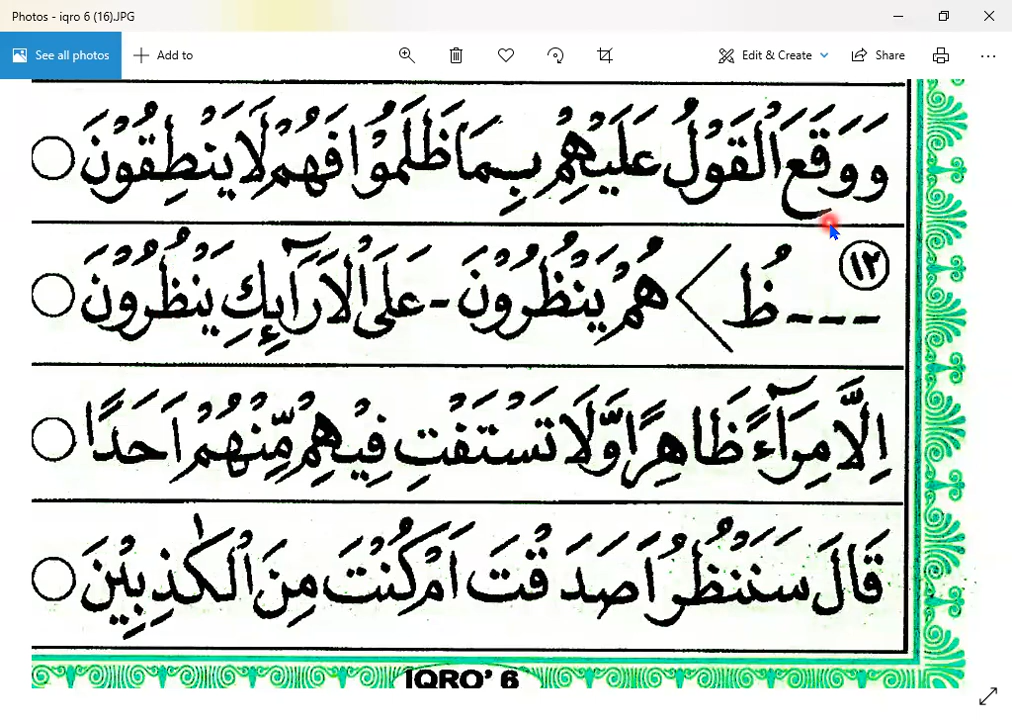 Photos - iqro 6 (16).JPG
See all photos
Add to
Edit & Create
Share
وَوَقَعَ الْقَوْلُ عَلَيْهِمْ بِمَا ظَلَمُوْا فَهُمْ لَا يَنْطِقُوْنَ
١٢
--- ظُ > هُمْ يَنْظُرُوْنَ - عَلَى الْاَرَآىِٕكِ يَنْظُرُوْنَ
اِلَّا مِرَآءً ظَاهِرًا وَّلَا تَسْتَفْتِ فِيْهِمْ مِّنْهُمْ اَحَدًا
قَالَ سَنَنْظُرُ اَصَدَقْتَ اَمْ كُنْتَ مِنَ الْكٰذِبِيْنَ
IQRO' 6